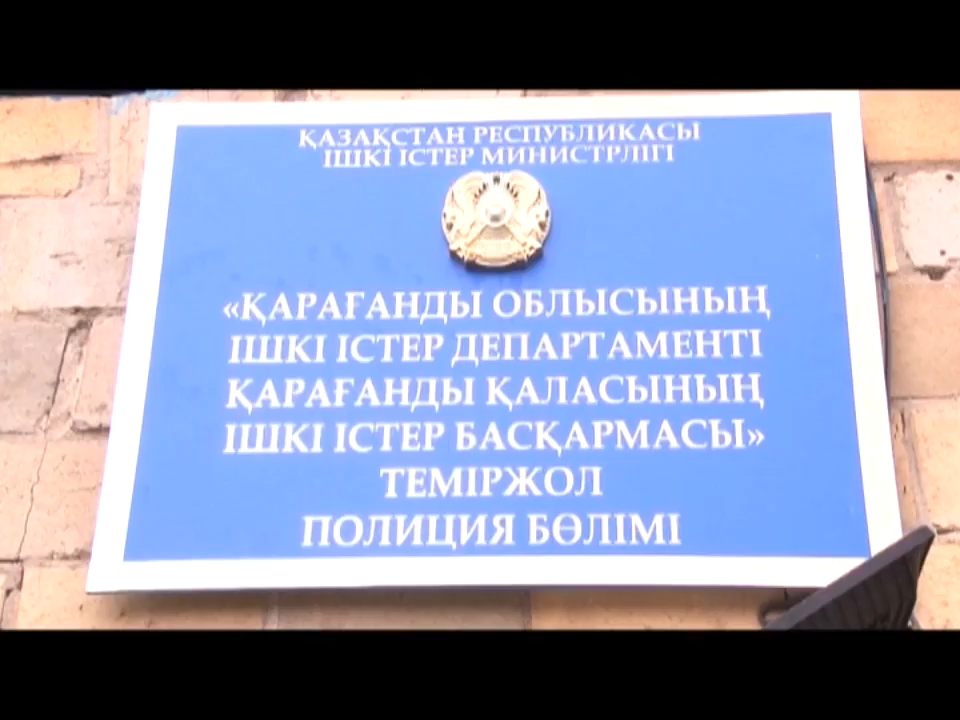 ҚАЗАҚСТАН РЕСПУБЛИКАСЫ
ІШКІ ІСТЕР МИНИСТРЛІГІ
«ҚАРАҒАНДЫ ОБЛЫСЫНЫҢ
ІШКІ ІСТЕР ДЕПАРТАМЕНТІ
ҚАРАҒАНДЫ ҚАЛАСЫНЫҢ
ІШКІ ІСТЕР БАСҚАРМАСЫ»
ТЕМІРЖОЛ
ПОЛИЦИЯ БӨЛІМІ